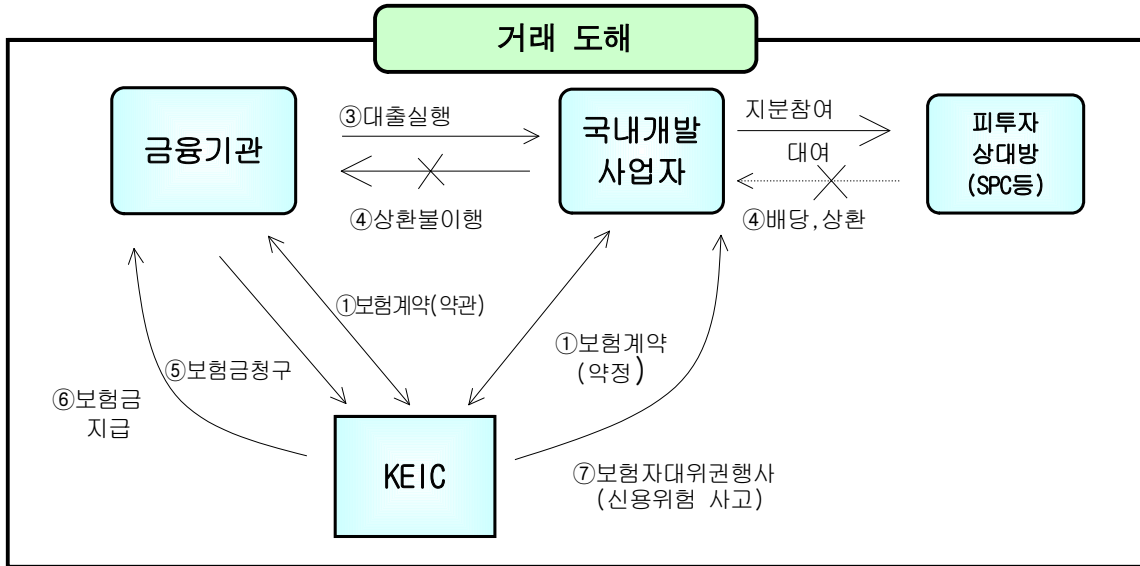 거래 도해
금융기관
③대출실행
④상환불이행
국내개발
사업자
지분참여
대여
④배당,상환
피투자
상대방
(SPC등)
①보험계약(약관)
①보험계약
(약정)
⑤보험금청구
⑥보험금
지급
KEIC
⑦보험자대위권행사
(신용위험 사고)